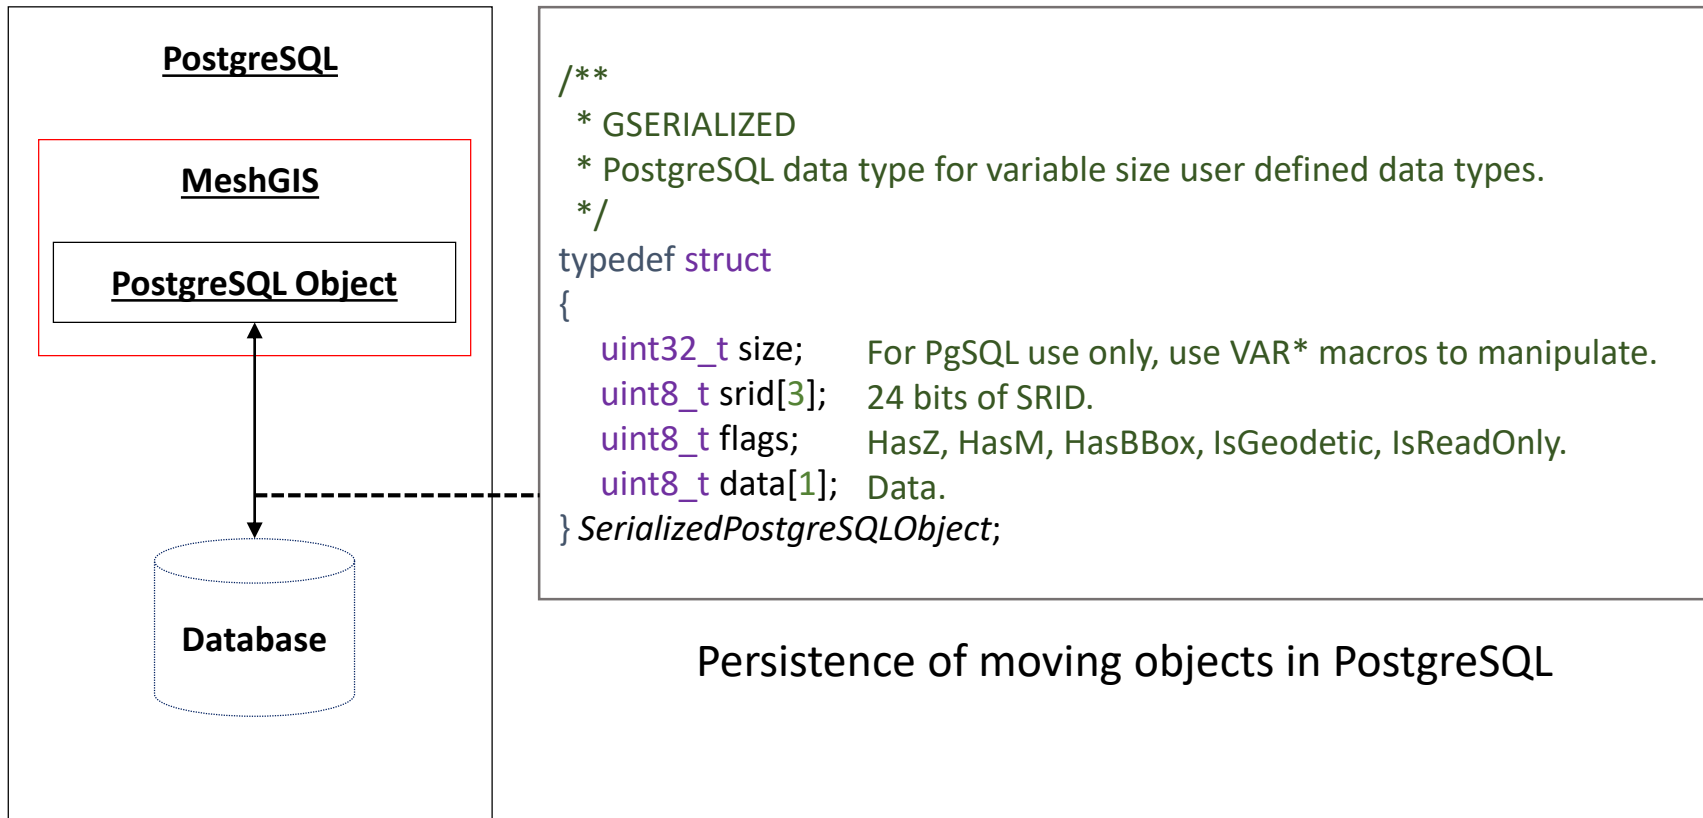 PostgreSQL
MeshGIS
PostgreSQL Object
Database
/**
* GSERIALIZED
* PostgreSQL data type for variable size user defined data types.
*/
typedef struct
{
uint32_t size; For PgSQL use only, use VAR* macros to manipulate.
uint8_t srid[3]; 24 bits of SRID.
uint8_t flags; HasZ, HasM, HasBBox, IsGeodetic, IsReadOnly.
uint8_t data[1]; Data.
} SerializedPostgreSQLObject;
Persistence of moving objects in PostgreSQL